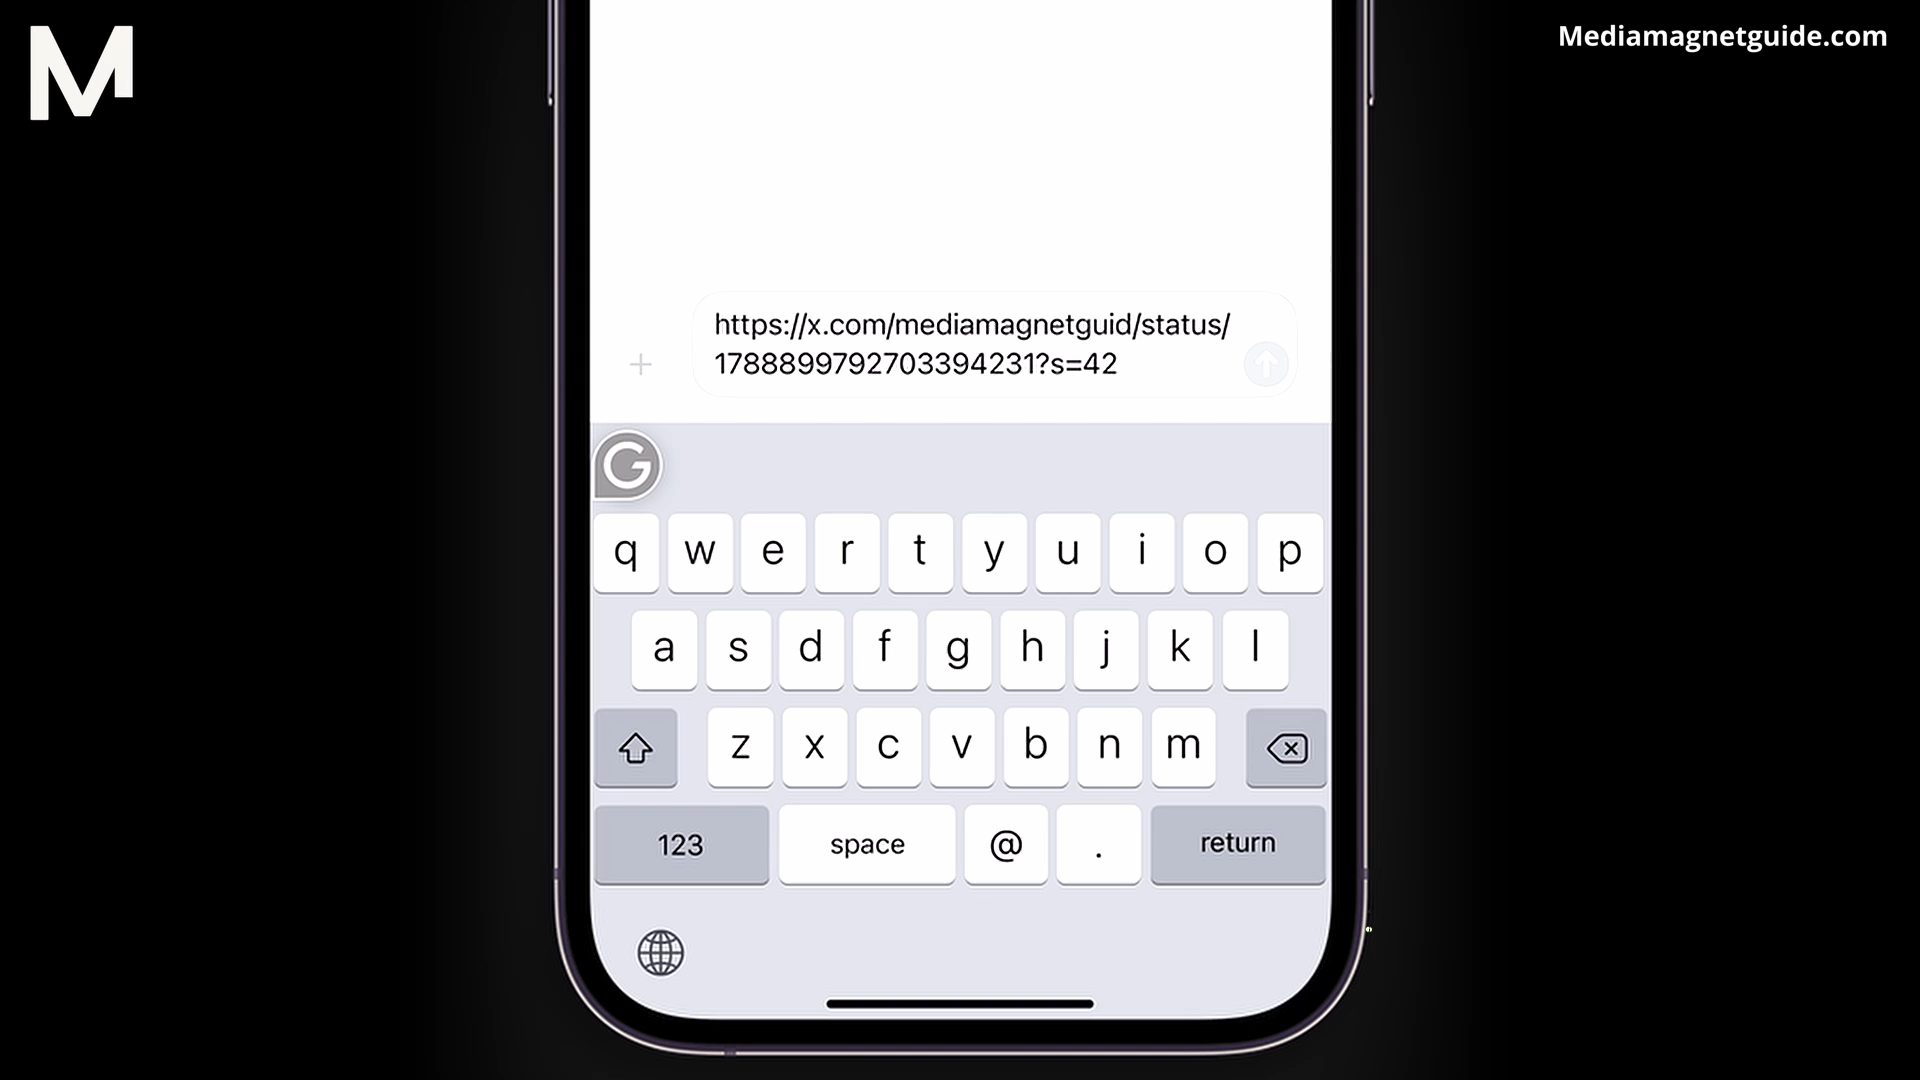 M
Mediamagnetguide.com
https://x.com/mediamagnetguid/status/
1788899792703394231?s=42
G
q w e r t y u i o p
a s d f g h j k l
z x c v b n m
123 space @ . return